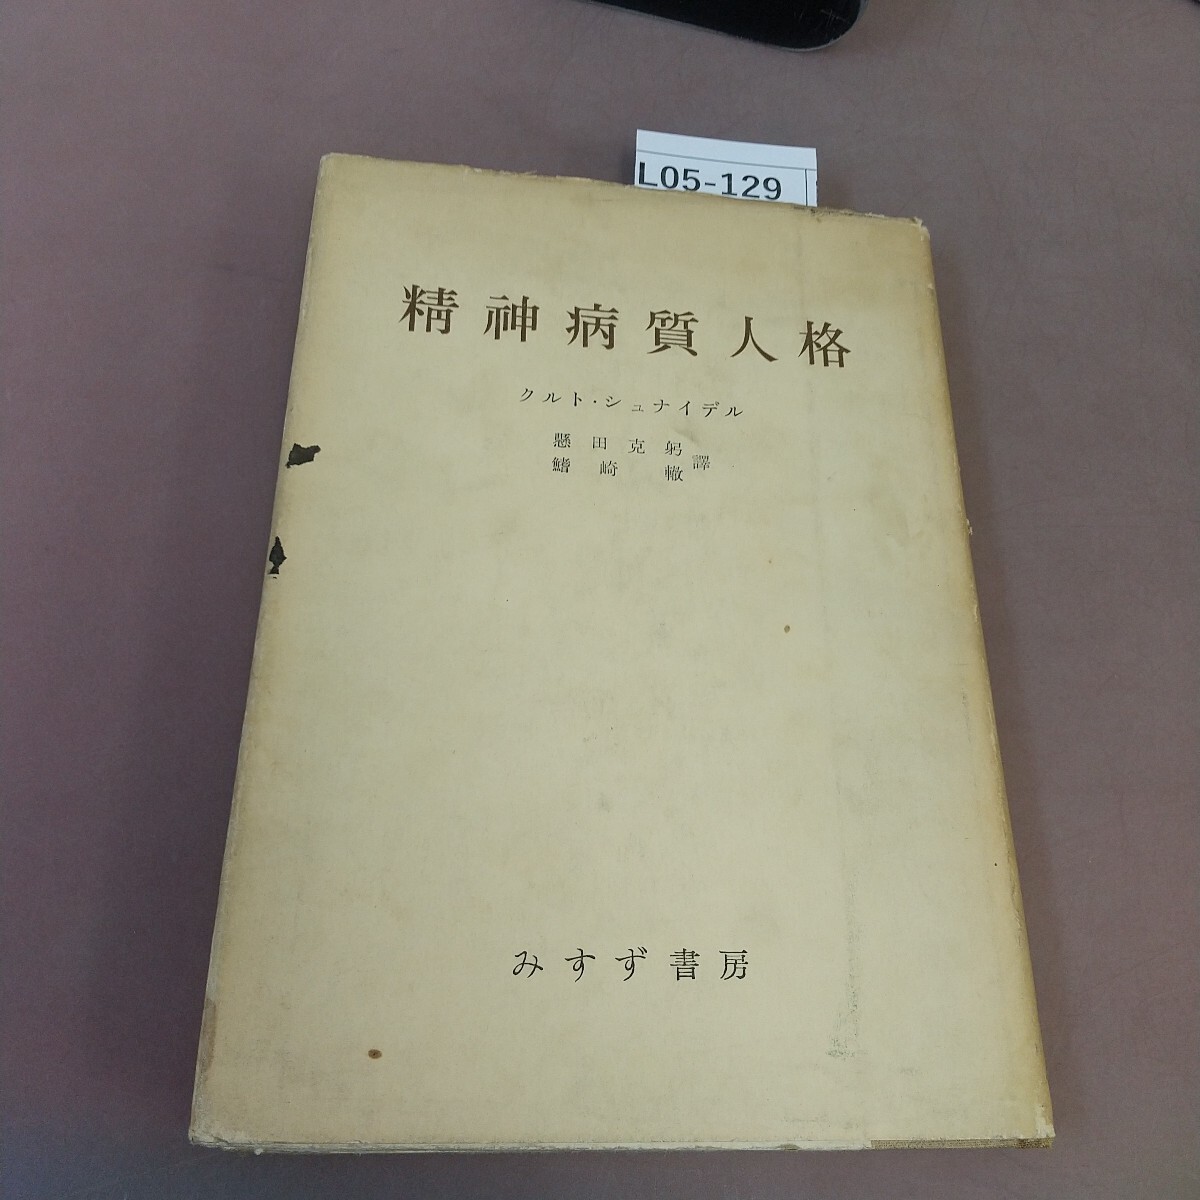 L05-129
精神病質人格
クルト・シュナイデル
懸田克躬
鰭崎轍
譯
みすず書房